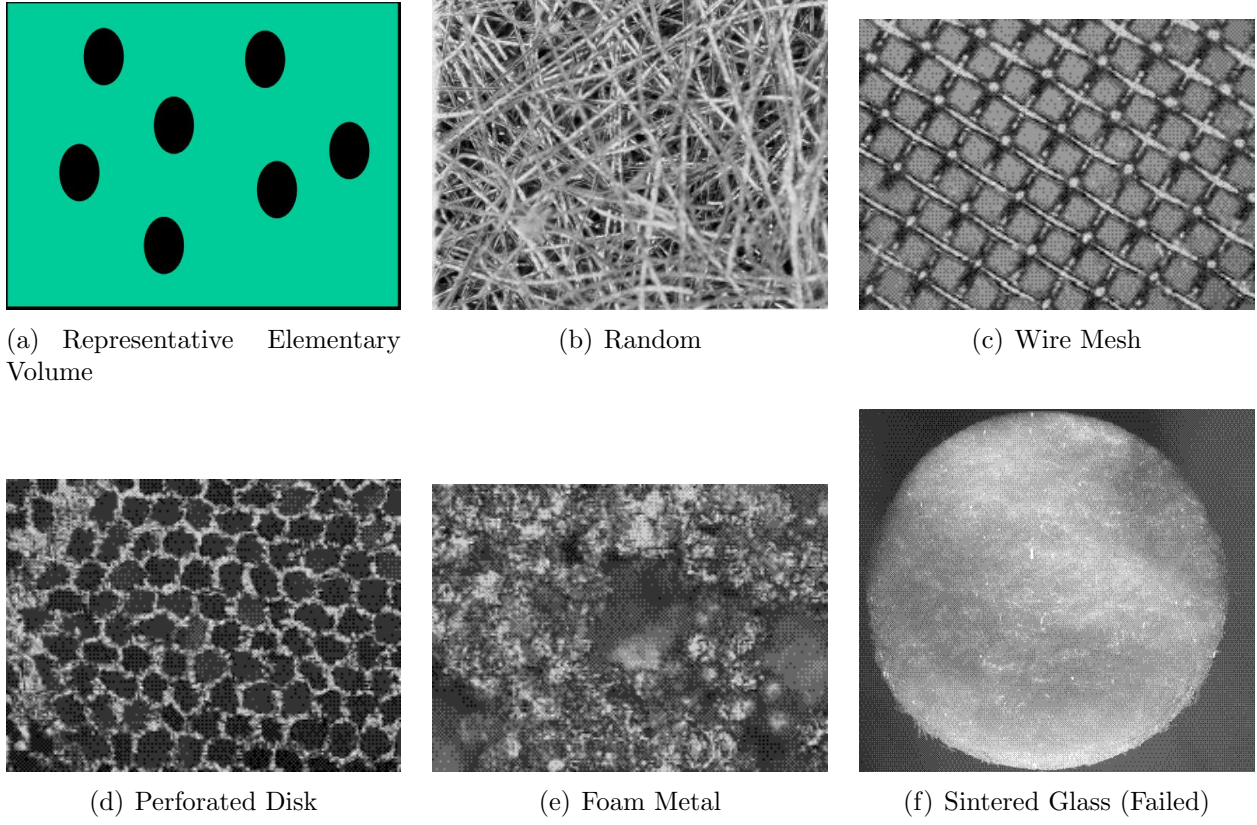 (a) Representative Elementary
Volume
(b) Random
(c) Wire Mesh
(d) Perforated Disk
(e) Foam Metal
(f) Sintered Glass (Failed)